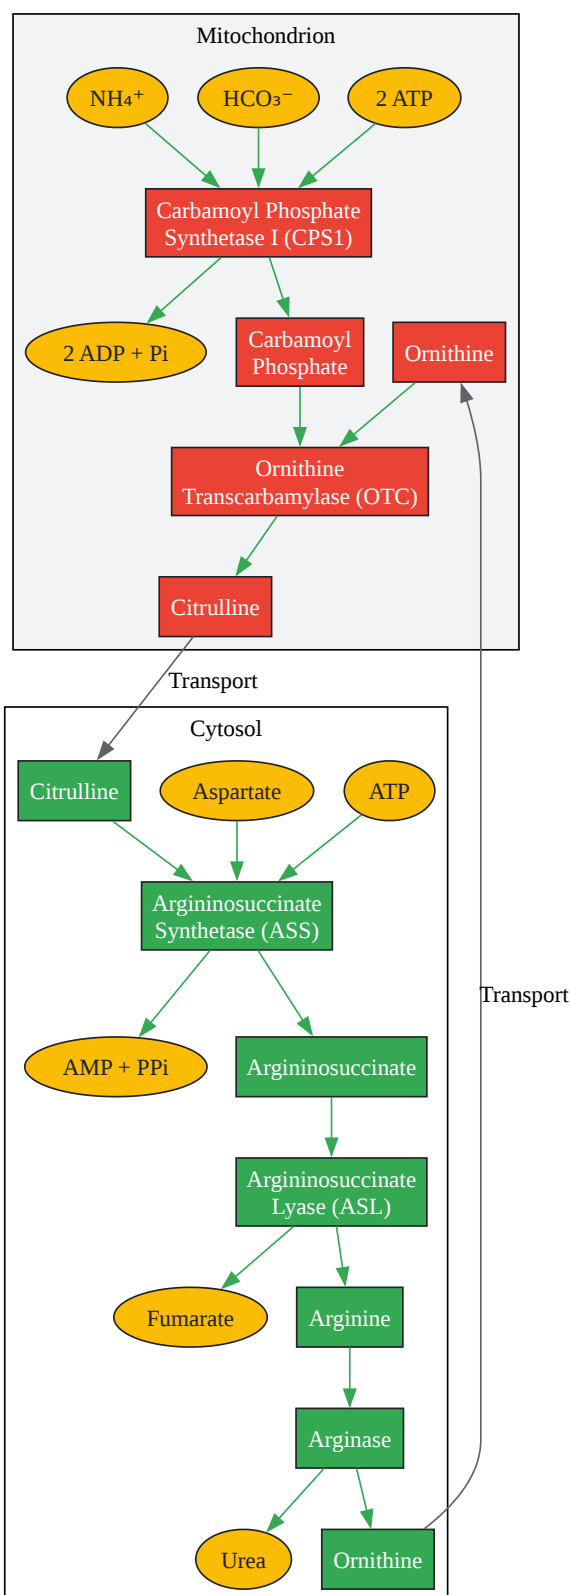 Mitochondrion
NH₄⁺
HCO₃⁻
2 ATP
Carbamoyl Phosphate
Synthetase I (CPS1)
2 ADP + Pi
Carbamoyl
Phosphate
Ornithine
Ornithine
Transcarbamylase (OTC)
Citrulline
Transport
Cytosol
Citrulline
Aspartate
ATP
Argininosuccinate
Synthetase (ASS)
Transport
AMP + PPi
Argininosuccinate
Argininosuccinate
Lyase (ASL)
Fumarate
Arginine
Arginase
Urea
Ornithine